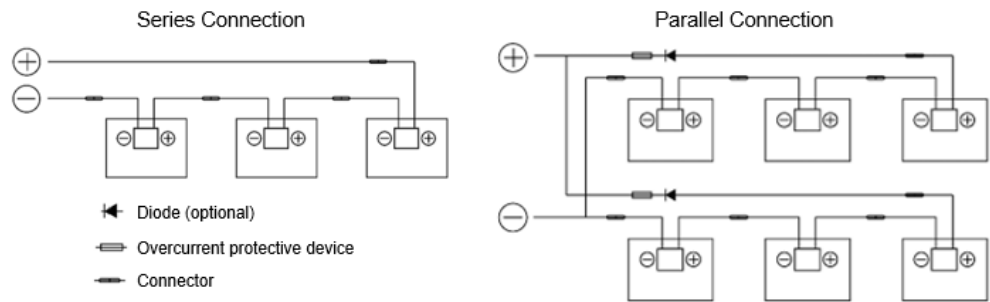 Series Connection
Parallel Connection
Diode (optional)
Overcurrent protective device
Connector